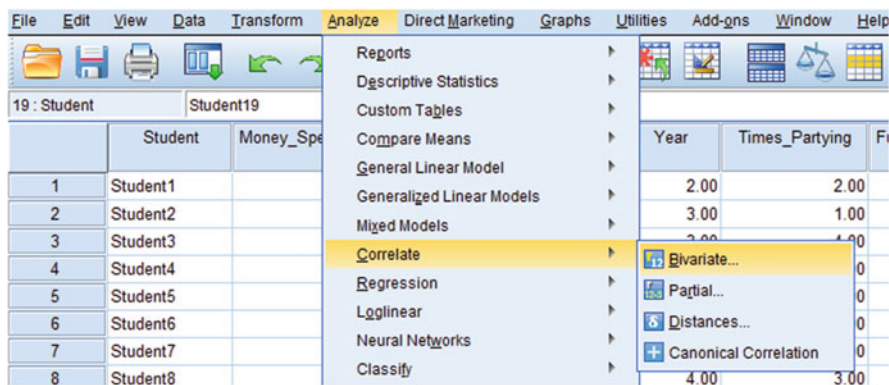 File Edit View Data Transform Analyze Direct Marketing Graphs Utilities Add-ons Window Help
19 : Student Student19
Student Money_Spe Year Times_Partying
1 Student1 2.00 2.00
2 Student2 3.00 1.00
3 Student3
4 Student4
5 Student5
6 Student6
7 Student7
8 Student8 4.00 3.00
Reports
Descriptive Statistics
Custom Tables
Compare Means
General Linear Model
Generalized Linear Models
Mixed Models
Correlate
Regression
Loglinear
Neural Networks
Classify
Bivariate...
Partial...
Distances...
Canonical Correlation